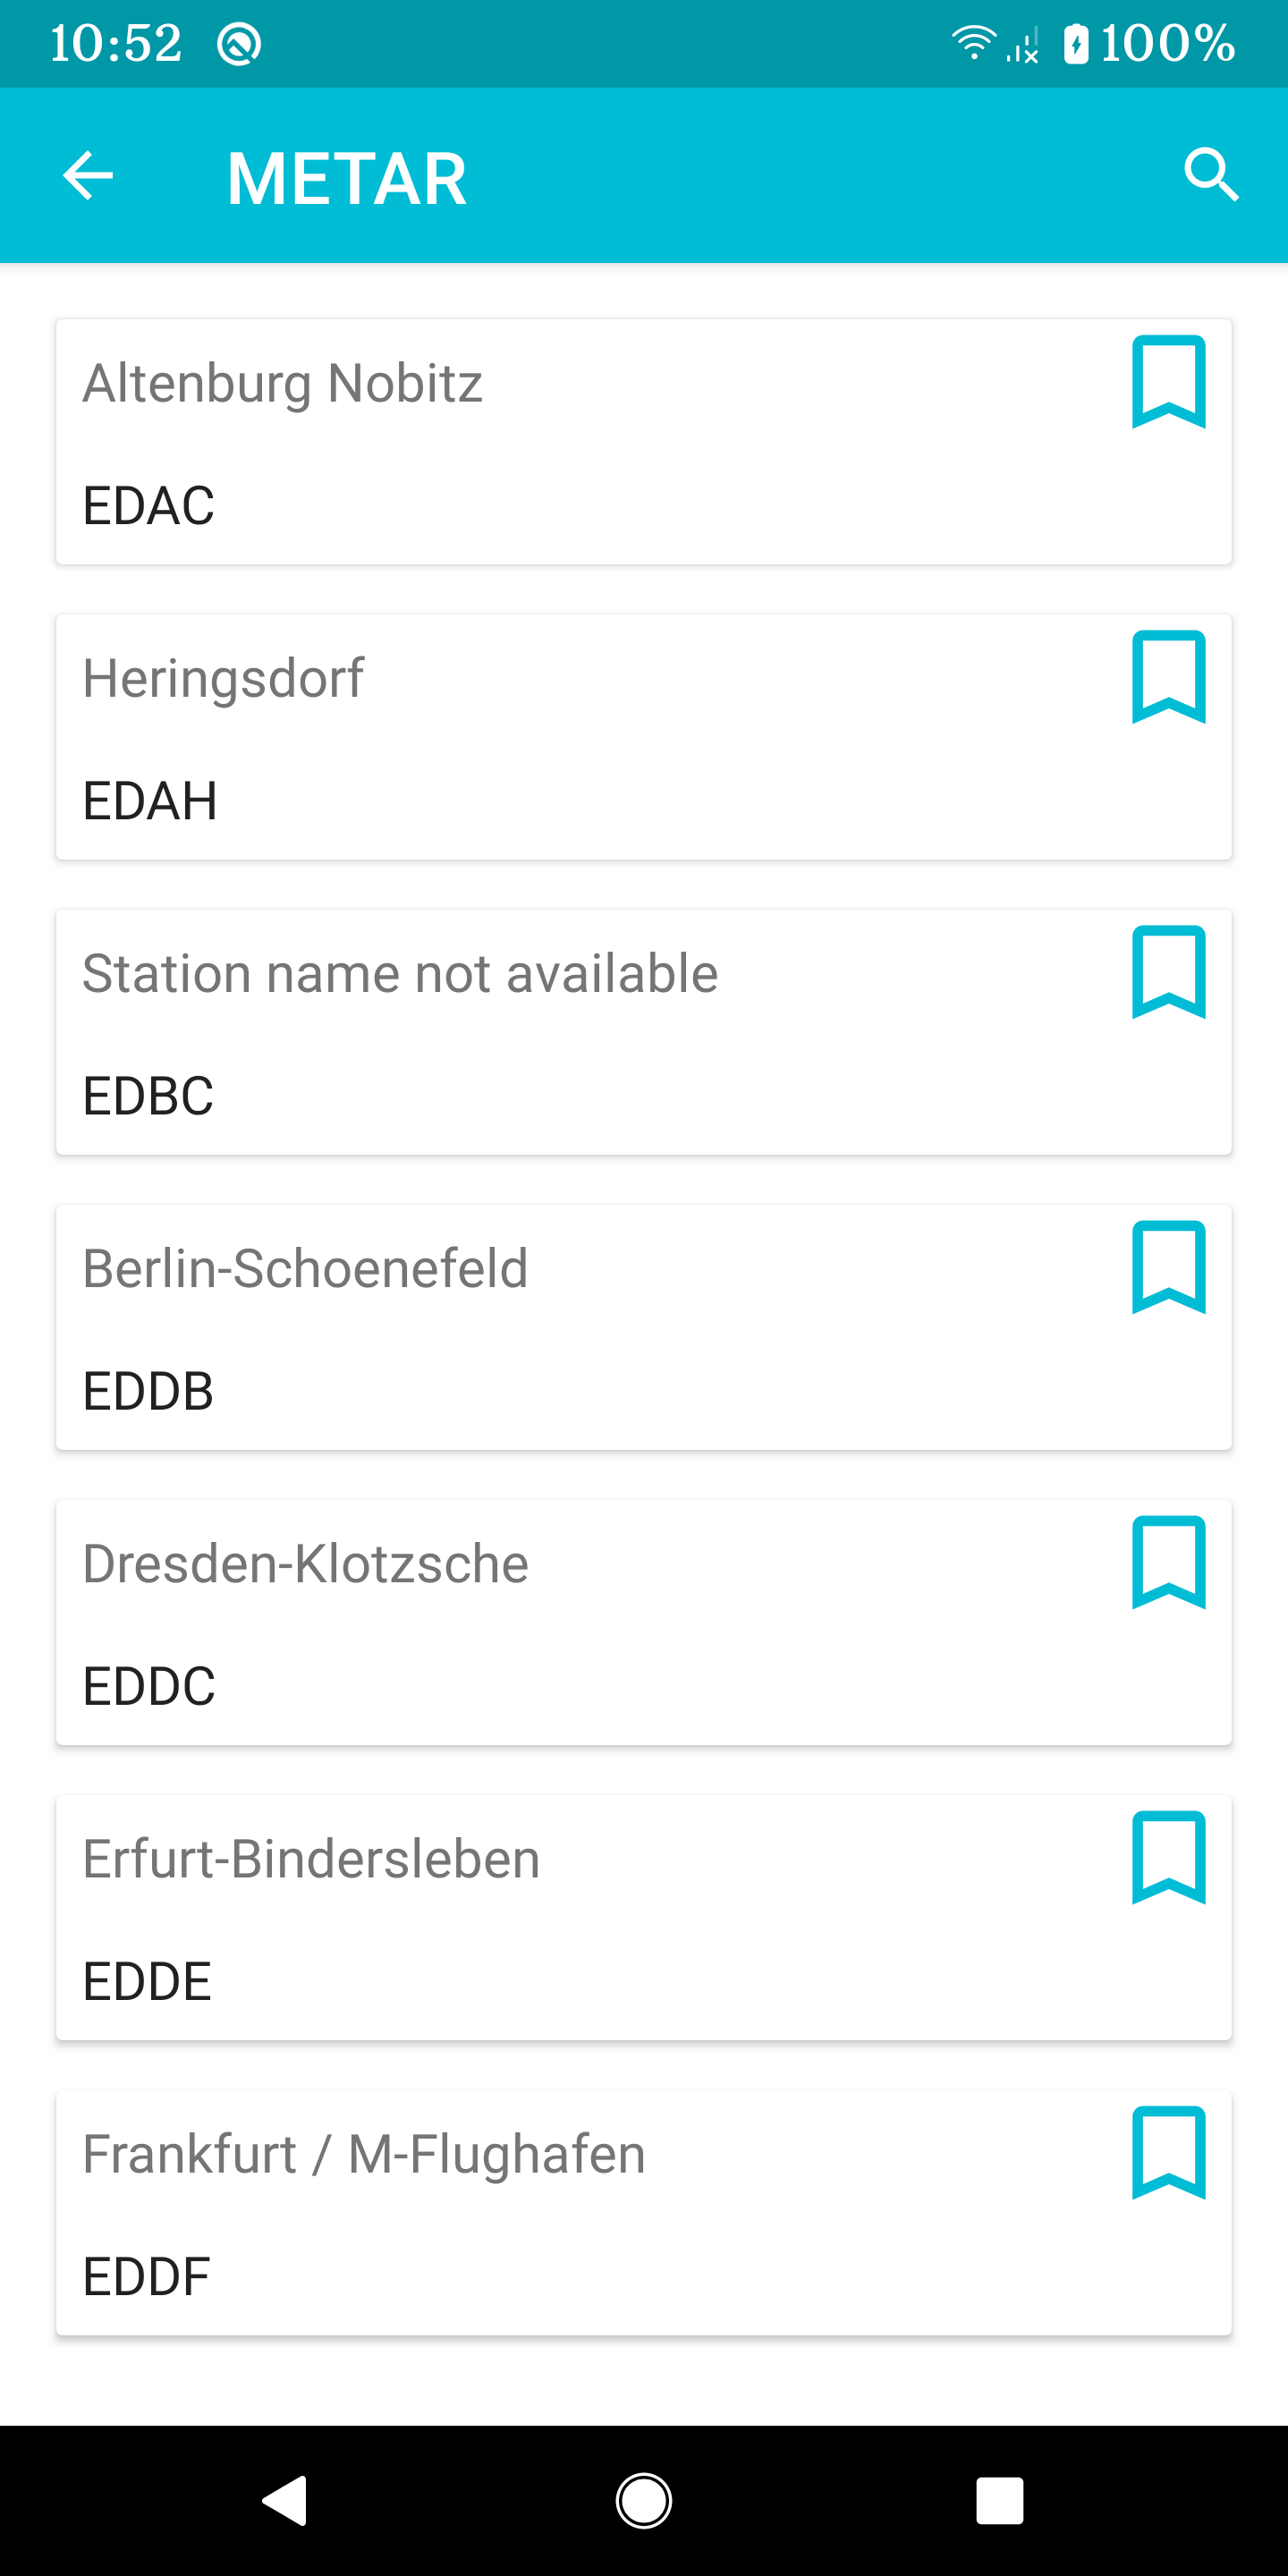 10:52 100%
METAR
Altenburg Nobitz
EDAC
Heringsdorf
EDAH
Station name not available
EDBC
Berlin-Schoenefeld
EDDB
Dresden-Klotzsche
EDDC
Erfurt-Bindersleben
EDDE
Frankfurt / M-Flughafen
EDDF